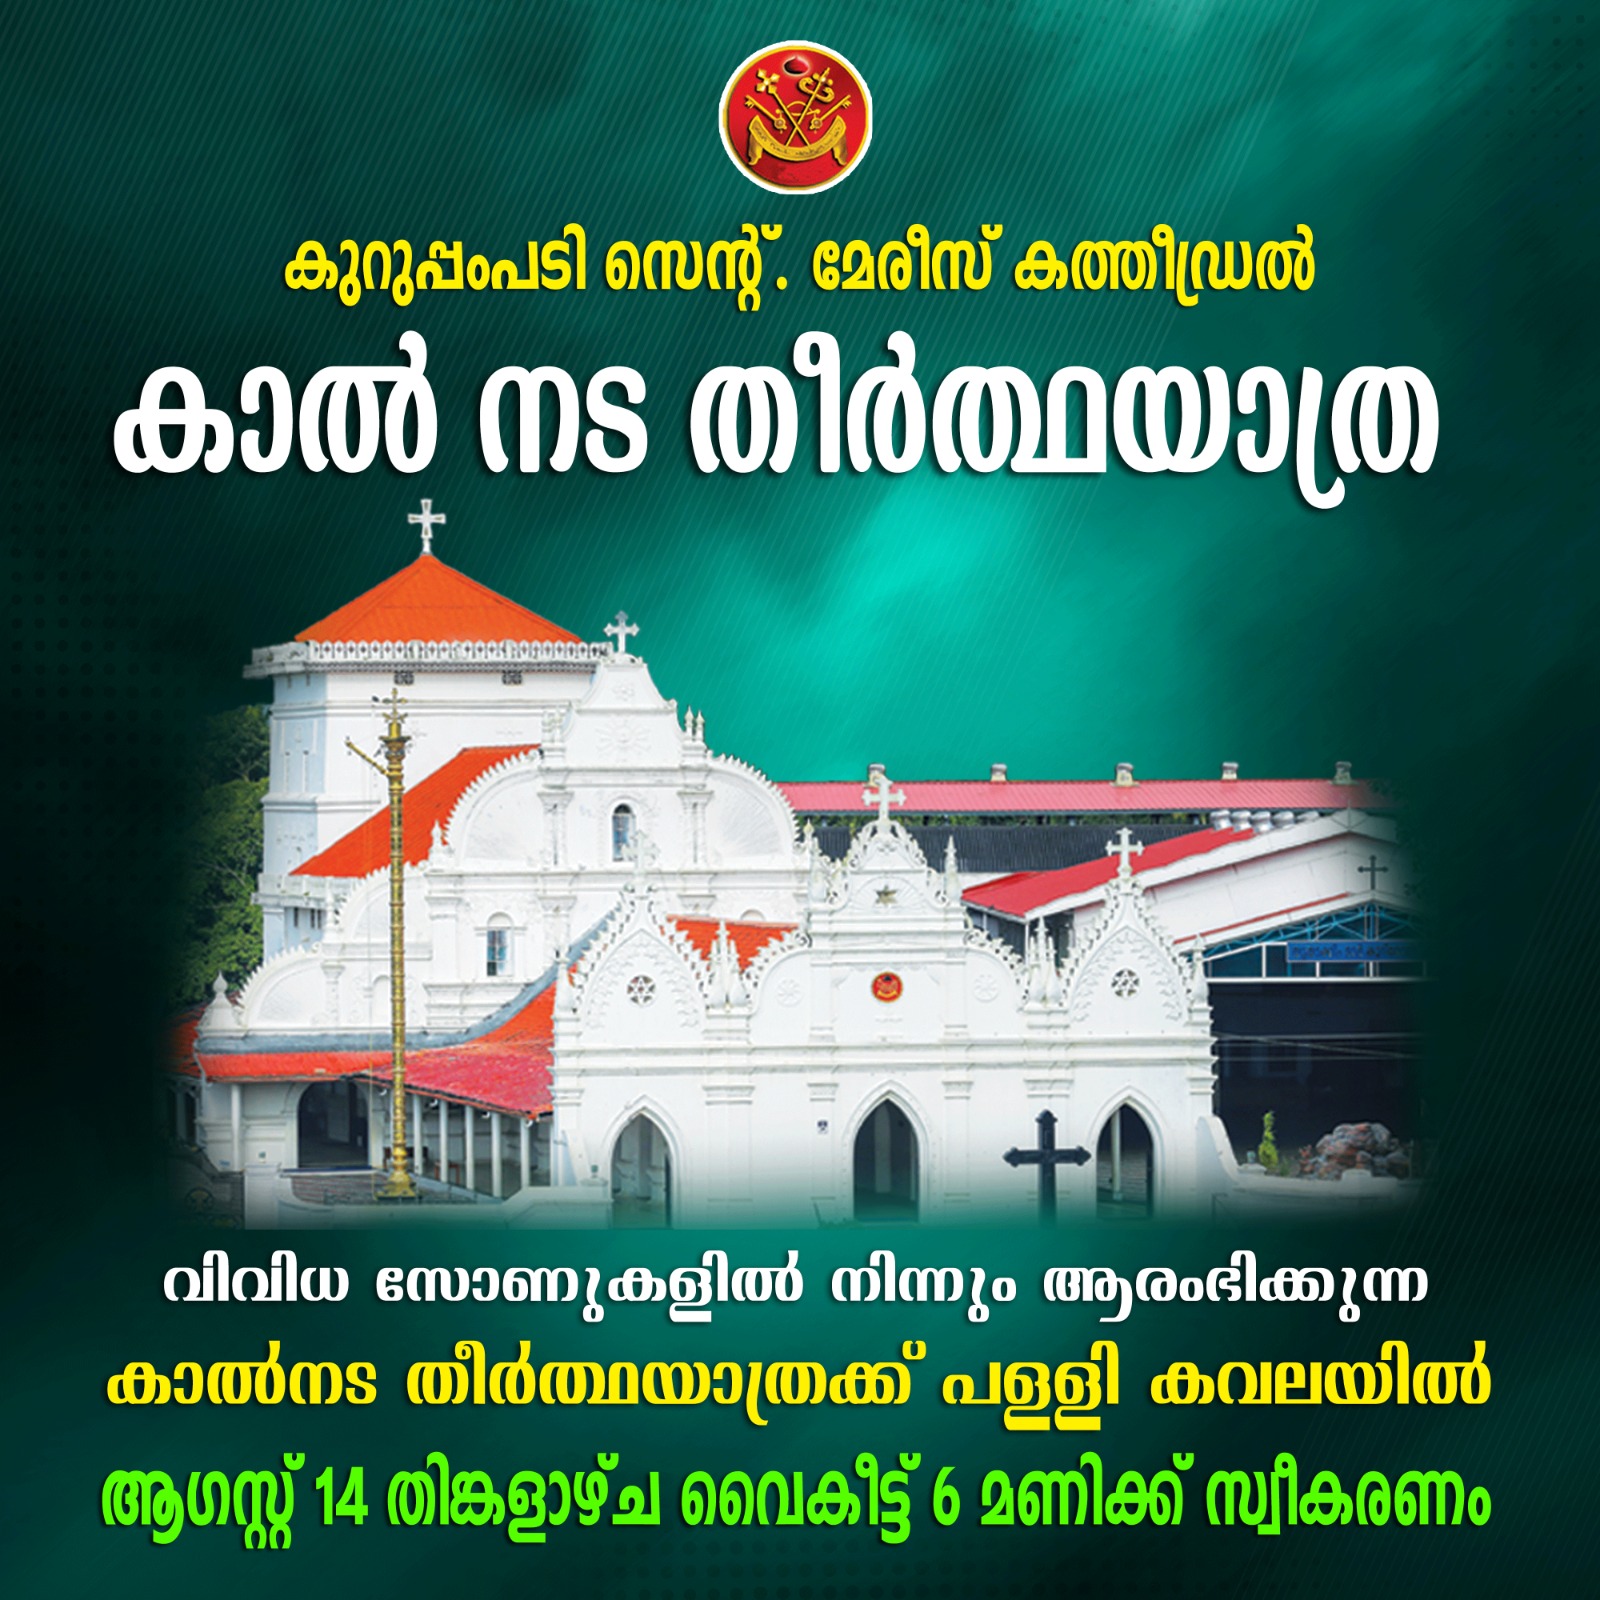 കുറുപ്പംപടി സെന്റ്. മേരീസ് കത്തീഡ്രൽ
കാൽ നട തീർത്ഥയാത്ര
വിവിധ സോണുകളിൽ നിന്നും ആരംഭിക്കുന്ന
കാൽനട തീർത്ഥയാത്രക്ക് പള്ളി കവലയിൽ
ആഗസ്റ്റ് 14 തിങ്കളാഴ്ച വൈകീട്ട് 6 മണിക്ക് സ്വീകരണം